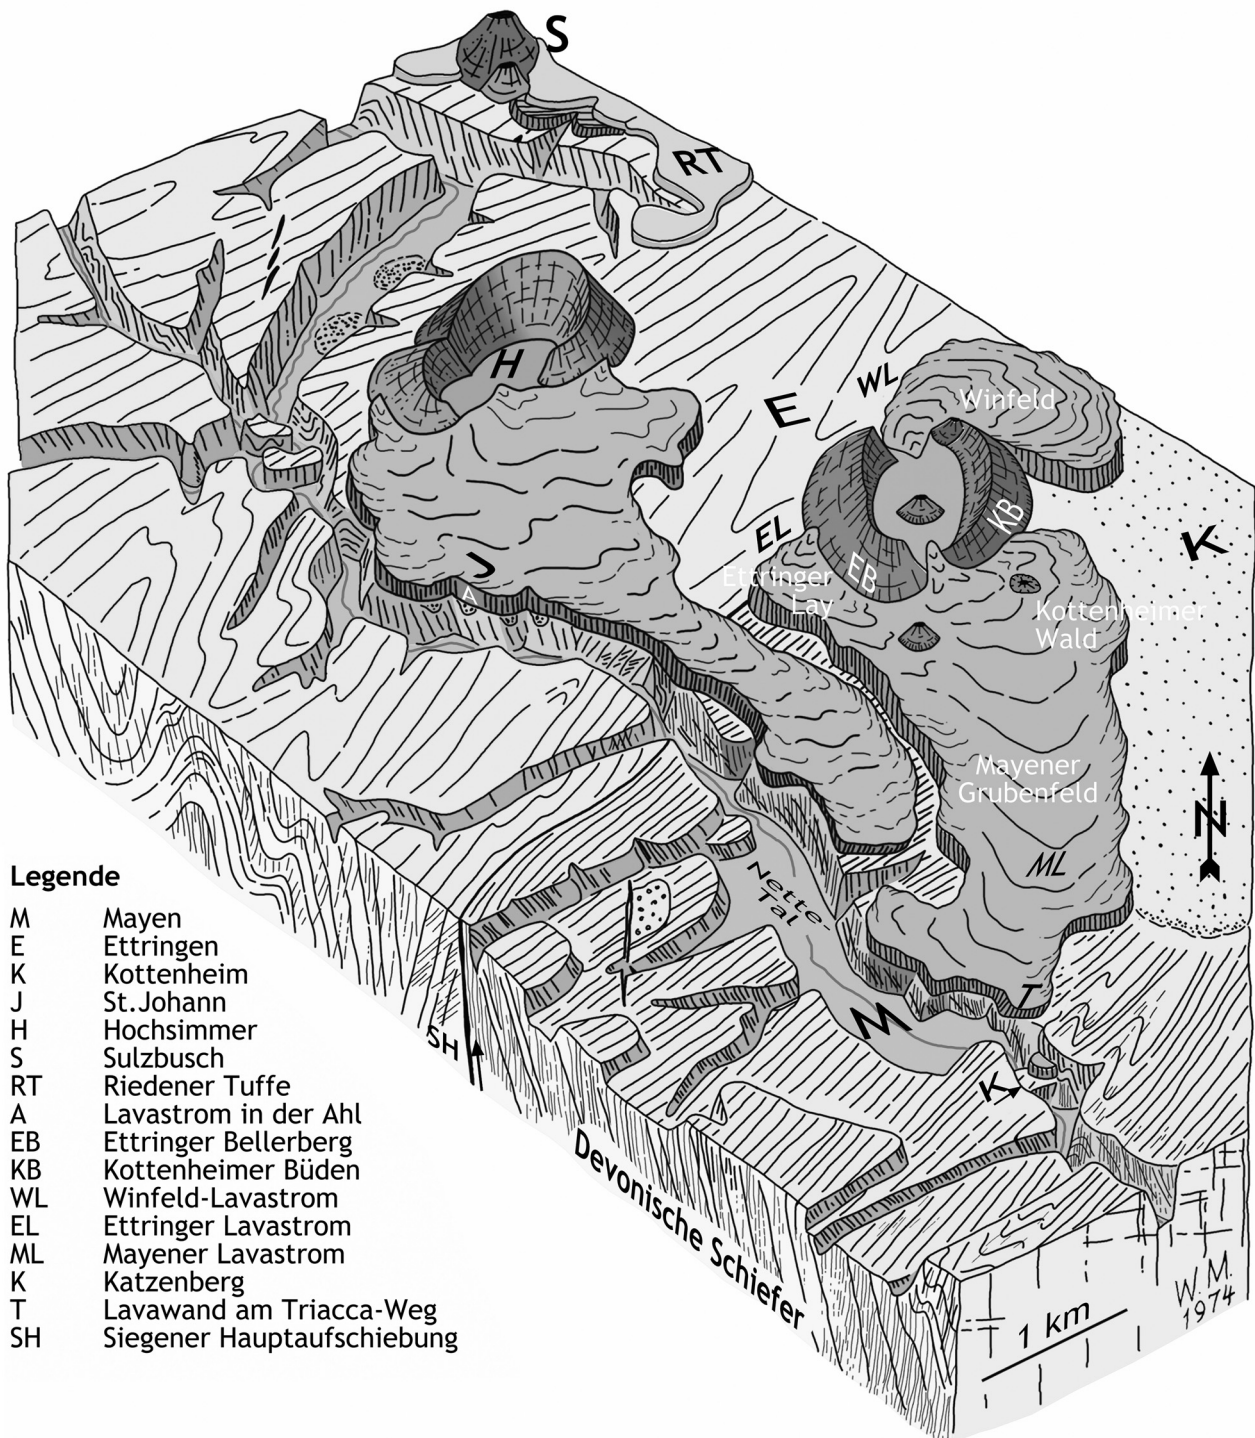 S
RT
H
WL
E
Winfeld
KB
K
EL
EB
Ettringer
Lay
J
A
Kottenheimer
Wald
Mayener
Grubenfeld
N
ML
Nette
Tal
T
M
SH
K
Devonische Schiefer
W.M.
1974
1 km
Legende
M Mayen
E Ettringen
K Kottenheim
J St.Johann
H Hochsimmer
S Sulzbusch
RT Riedener Tuffe
A Lavastrom in der Ahl
EB Ettringer Bellerberg
KB Kottenheimer Büden
WL Winfeld-Lavastrom
EL Ettringer Lavastrom
ML Mayener Lavastrom
K Katzenberg
T Lavawand am Triacca-Weg
SH Siegener Hauptaufschiebung